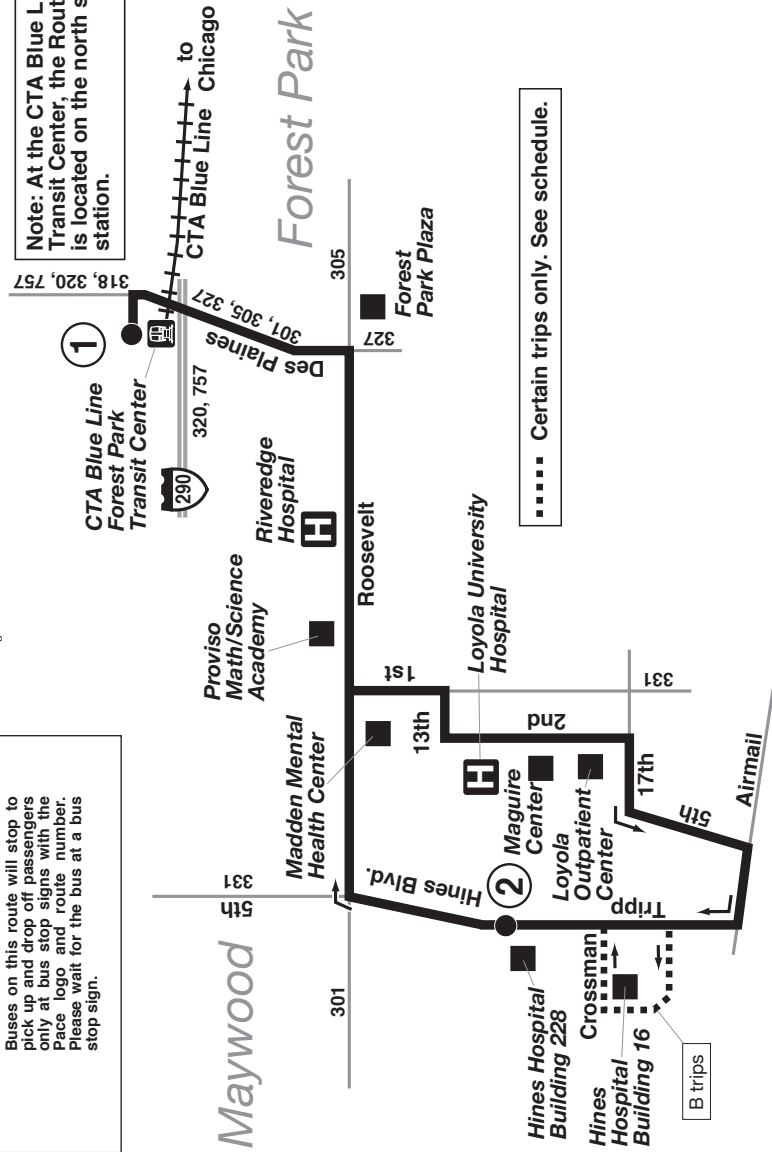 Buses on this route will stop to
pick up and drop off passengers
only at bus stop signs with the
Pace logo and route number.
Please wait for the bus at a bus
stop sign.
Note: At the CTA Blue L
Transit Center, the Rout
is located on the north s
station.
318, 320, 757
to
Chicago
CTA Blue Line
1
CTA Blue Line
Forest Park
Transit Center
290
320, 757
301, 305, 327
Des Plaines
Forest Park
305
327
Forest
Park Plaza
H
Riveredge
Hospital
Proviso
Math/Science
Academy
Roosevelt
Madden Mental
Health Center
Maywood
331
5th
301
1st
13th
2nd
331
17th
5th
Airmail
H
Loyola University
Hospital
Maguire
Center
Loyola
Outpatient
Center
Hines Blvd.
2
Tripp
Hines Hospital
Building 228
Crossman
Hines
Hospital
Building 16
B trips
Certain trips only. See schedule.